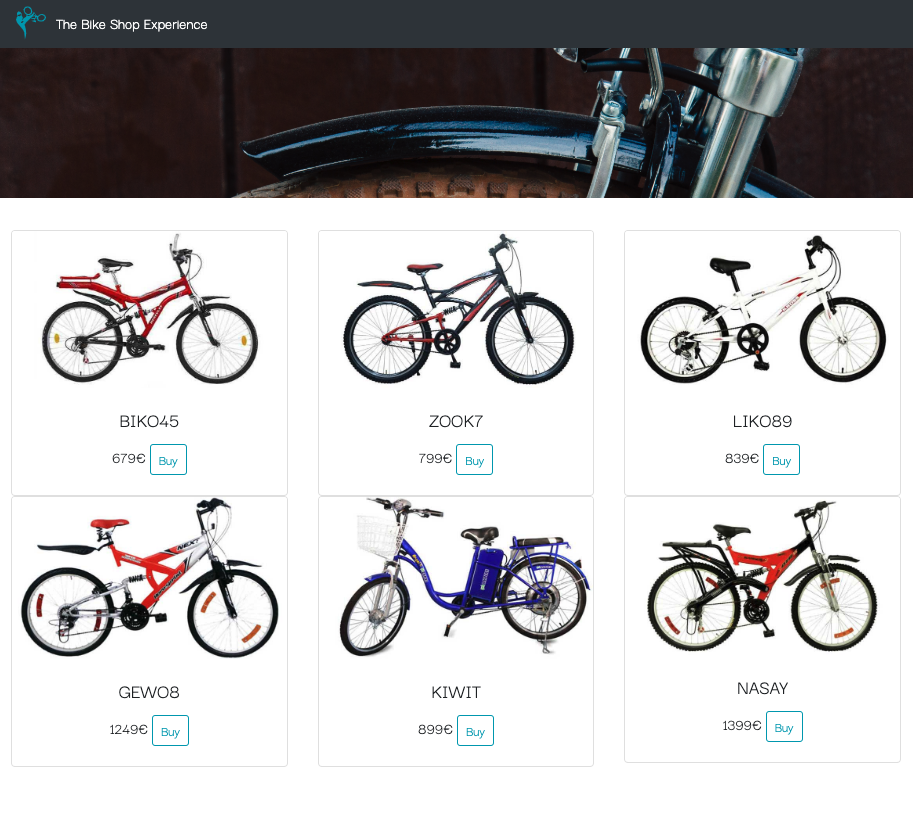 The Bike Shop Experience
BIKO45
679€ Buy
ZOOK7
799€ Buy
LIKO89
839€ Buy
NEXT
GEWO8
1249€ Buy
KIWIT
899€ Buy
NASAY
1399€ Buy